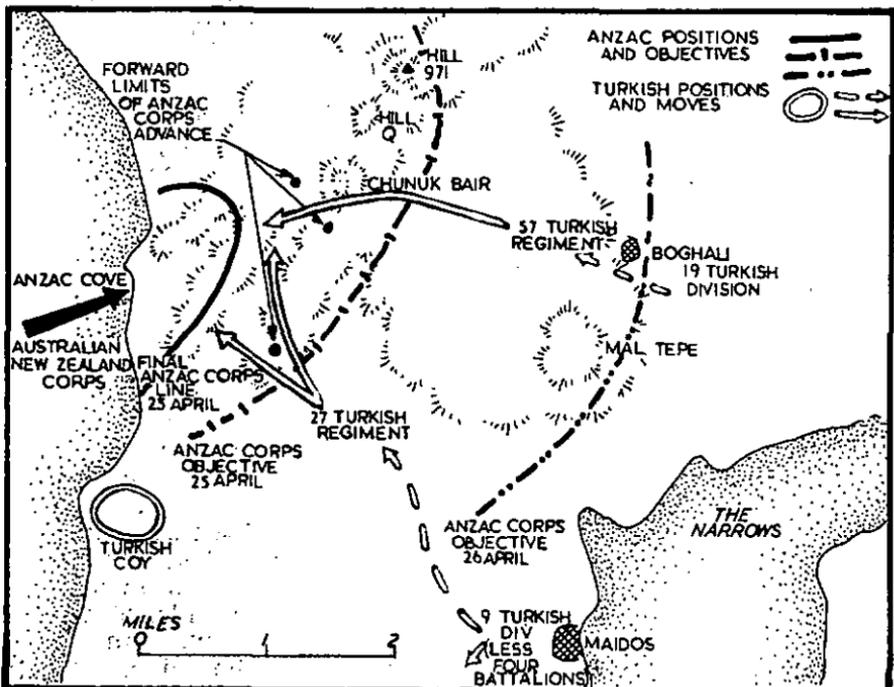 ANZAC POSITIONS
AND OBJECTIVES
TURKISH POSITIONS
AND MOVES
FORWARD
LIMITS
OF ANZAC
CORPS
ADVANCE
HILL
971
HILL
Q
CHUNUK BAIR
57 TURKISH
REGIMENT
BOGHALI
19 TURKISH
DIVISION
ANZAC COVE
MAL TEPE
AUSTRALIAN
NEW ZEALAND
CORPS
FINAL
ANZAC CORPS
LINE
25 APRIL
27 TURKISH
REGIMENT
ANZAC CORPS
OBJECTIVE
25 APRIL
ANZAC CORPS
OBJECTIVE
26 APRIL
THE
NARROWS
TURKISH
COY
MILES
0 1 2
9 TURKISH
DIV
LESS
FOUR
BATTALIONS
MAIDOS